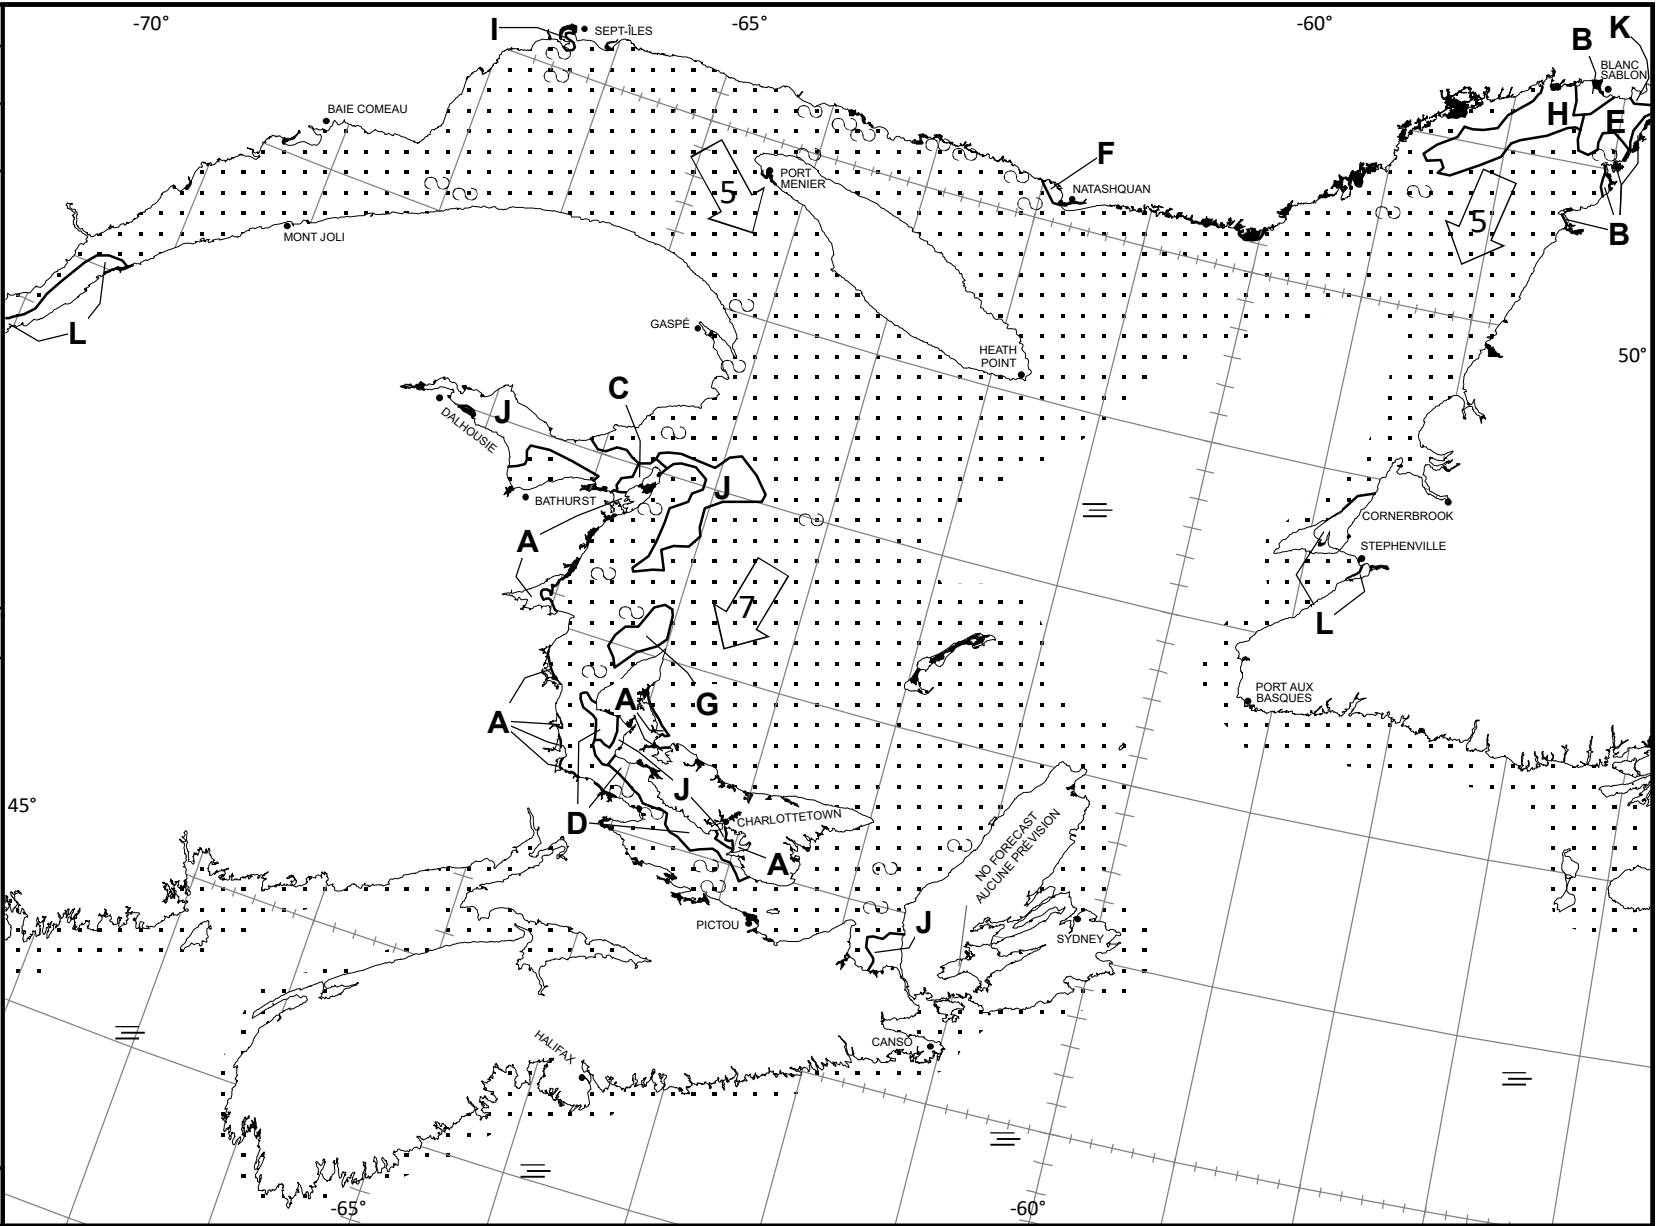 -70°
I
SEPT-ÎLES
-65°
-60°
B
K
BLANC
SABLON
BAIE COMEAU
H
E
F
PORT
MENIER
5
NATASHQUAN
5
B
MONT JOLI
L
GASPÉ
HEATH
POINT
50°
C
J
DALHOUSIE
J
BATHURST
CORNERBROOK
A
STEPHENVILLE
7
L
A
A
G
PORT AUX
BASQUES
J
45°
D
CHARLOTTETOWN
NO FORECAST
AUCUNE PRÉVISION
A
PICTOU
J
SYDNEY
HALIFAX
CANSO
-65°
-60°